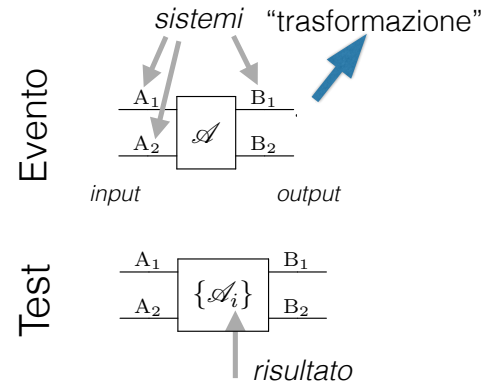 sistemi “trasformazione”
Evento
A₁ B₁
𝒜
A₂ B₂
input output
Test
A₁ B₁
{𝒜ᵢ}
A₂ B₂
risultato